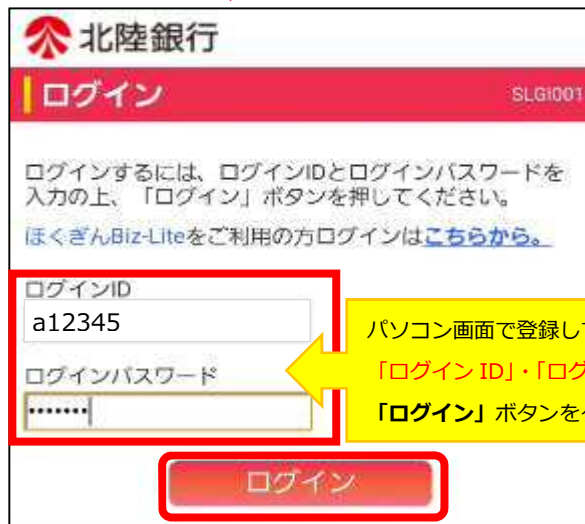 北陸銀行
ログイン
SLGI001
ログインするには、ログインIDとログインパスワードを
入力の上、「ログイン」ボタンを押してください。
ほくぎんBiz-Liteをご利用の方ログインはこちらから。
ログインID
a12345
パソコン画面で登録し
「ログイン ID」・「ログ
「ログイン」ボタンを
ログインパスワード
•••••••
ログイン